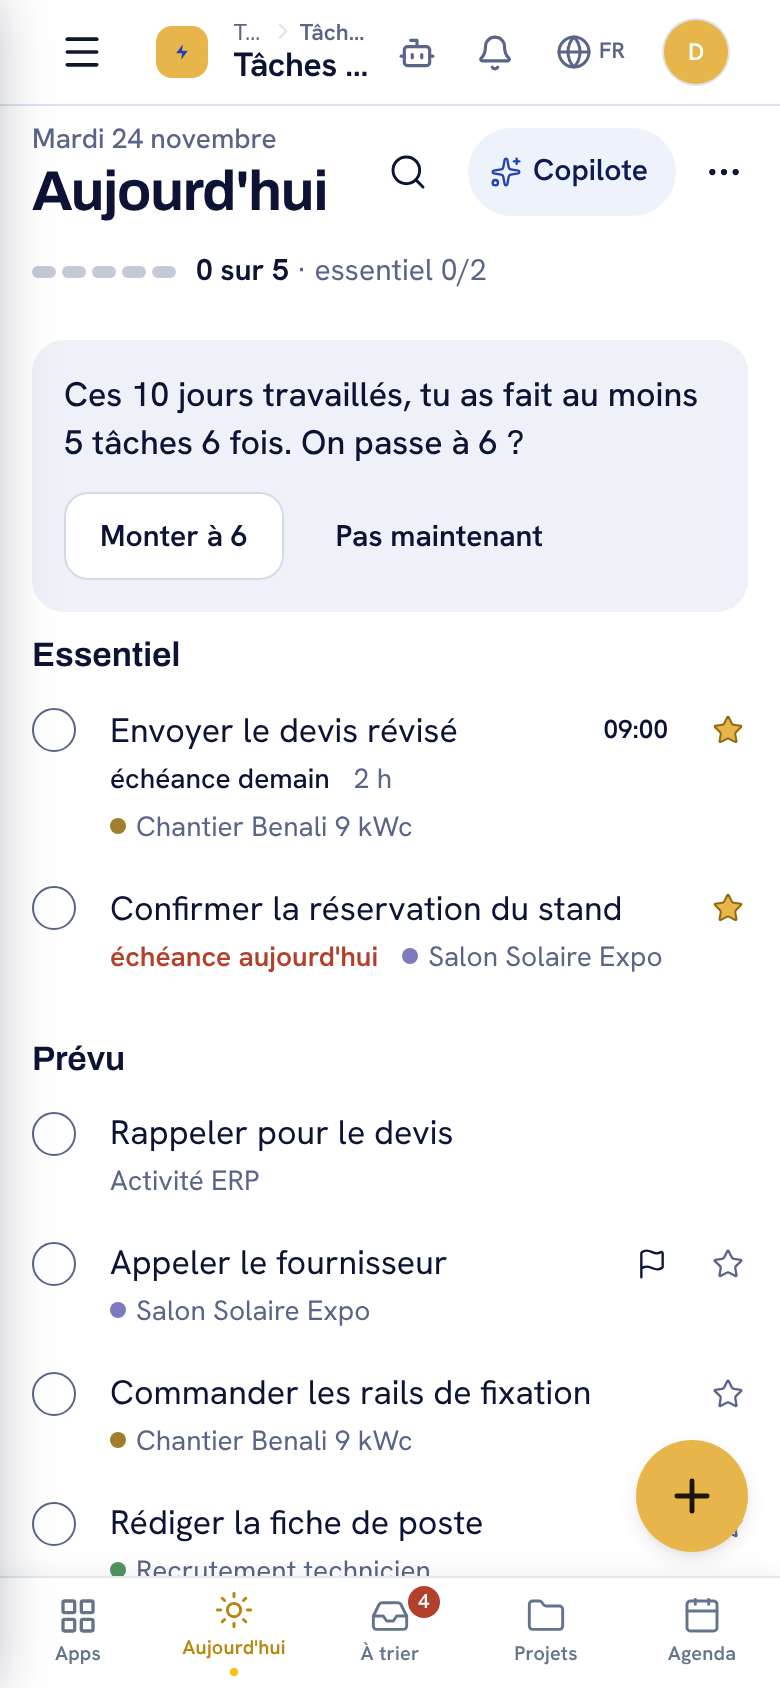 T... > Tâch...
Tâches ...
FR
D
Mardi 24 novembre
Aujourd'hui
Copilote
0 sur 5 · essentiel 0/2
Ces 10 jours travaillés, tu as fait au moins
5 tâches 6 fois. On passe à 6 ?
Monter à 6
Pas maintenant
Essentiel
Envoyer le devis révisé
09:00
échéance demain 2 h
Chantier Benali 9 kWc
Confirmer la réservation du stand
échéance aujourd'hui
Salon Solaire Expo
Prévu
Rappeler pour le devis
Activité ERP
Appeler le fournisseur
Salon Solaire Expo
Commander les rails de fixation
Chantier Benali 9 kWc
Rédiger la fiche de poste
Recrutement technicien
4
Apps
Aujourd'hui
À trier
Projets
Agenda